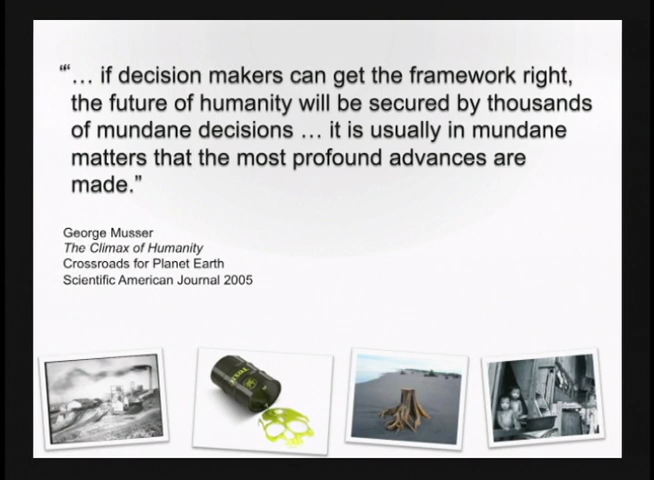 “‘… if decision makers can get the framework right,
the future of humanity will be secured by thousands
of mundane decisions … it is usually in mundane
matters that the most profound advances are
made.”
George Musser
The Climax of Humanity
Crossroads for Planet Earth
Scientific American Journal 2005